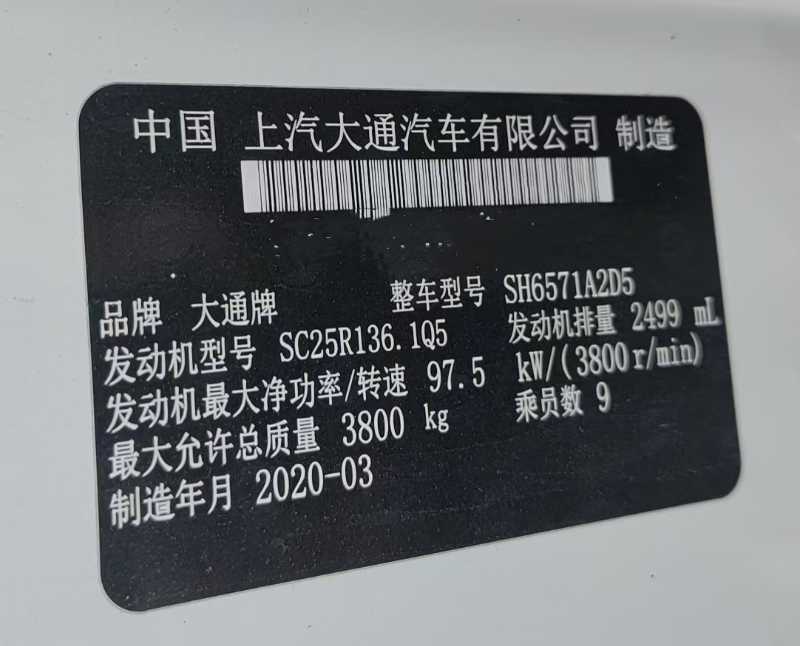 中国 上汽大通汽车有限公司 制造
品牌 大通牌 整车型号 SH6571A2D5
发动机型号 SC25R136.1Q5 发动机排量 2499 mL
发动机最大净功率/转速 97.5 kW/(3800r/min)
最大允许总质量 3800 kg 乘员数 9
制造年月 2020-03